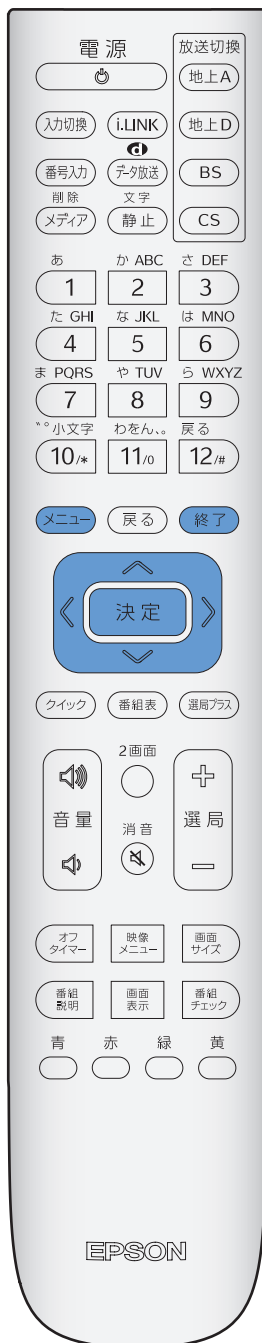 電源
放送切換
地上A
入力切換 i.LINK 地上D
d
番号入力 データ放送 BS
削除 文字
メディア 静止 CS
あ か ABC さ DEF
1 2 3
た GHI な JKL は MNO
4 5 6
ま PQRS や TUV ら WXYZ
7 8 9
゛゜小文字 わをん、。 戻る
10/* 11/0 12/#
メニュー 戻る 終了
決定
クイック 番組表 選局プラス
2画面
音量 選局
消音
オフタイマー 映像メニュー 画面サイズ
番組説明 画面表示 番組チェック
青 赤 緑 黄
EPSON